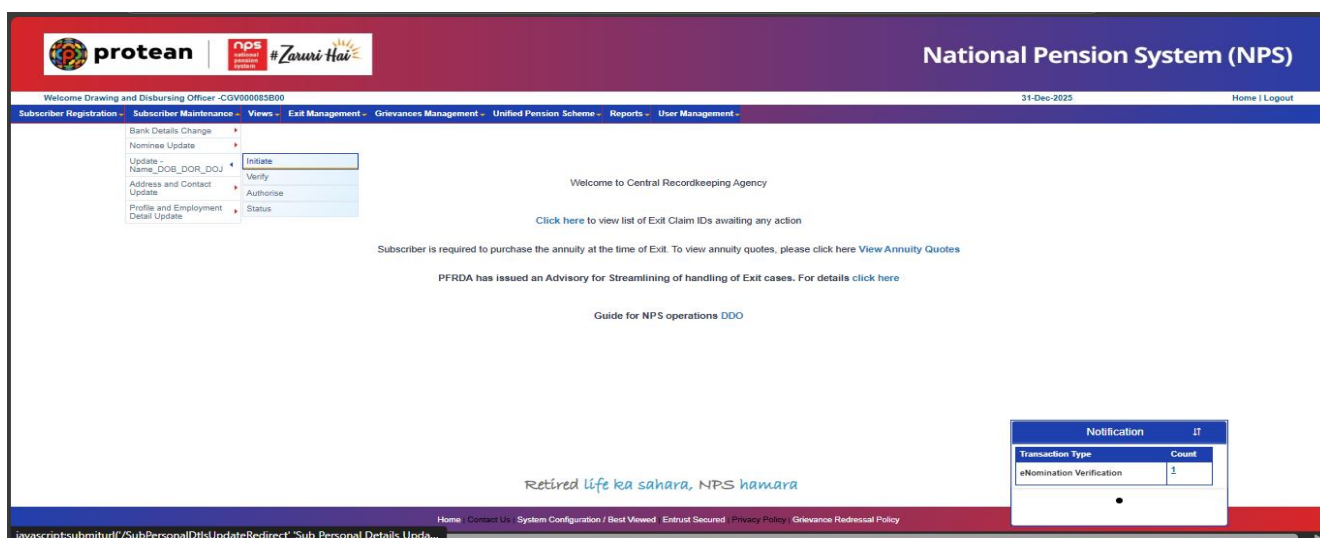 protean
nps
national
pension
system
#Zaruri Hai
National Pension System (NPS)
Welcome Drawing and Disbursing Officer -CGV000085B00
31-Dec-2025
Home | Logout
Subscriber Registration Subscriber Maintenance Views Exit Management Grievances Management Unified Pension Scheme Reports User Management
Bank Details Change
Nominee Update
Update -
Name_DOB_DOR_DOJ
Address and Contact
Update
Profile and Employment
Detail Update
Initiate
Verify
Authorise
Status
Welcome to Central Recordkeeping Agency
Click here to view list of Exit Claim IDs awaiting any action
Subscriber is required to purchase the annuity at the time of Exit. To view annuity quotes, please click here View Annuity Quotes
PFRDA has issued an Advisory for Streamlining of handling of Exit cases. For details click here
Guide for NPS operations DDO
Notification
Transaction Type Count
eNomination Verification 1
Retired life ka sahara, NPS hamara
Home | Contact Us | System Configuration / Best Viewed | Entrust Secured | Privacy Policy | Grievance Redressal Policy
javascript:submiturl('/SubPersonalDtlsUpdateRedirect' 'Sub Personal Details Upda...